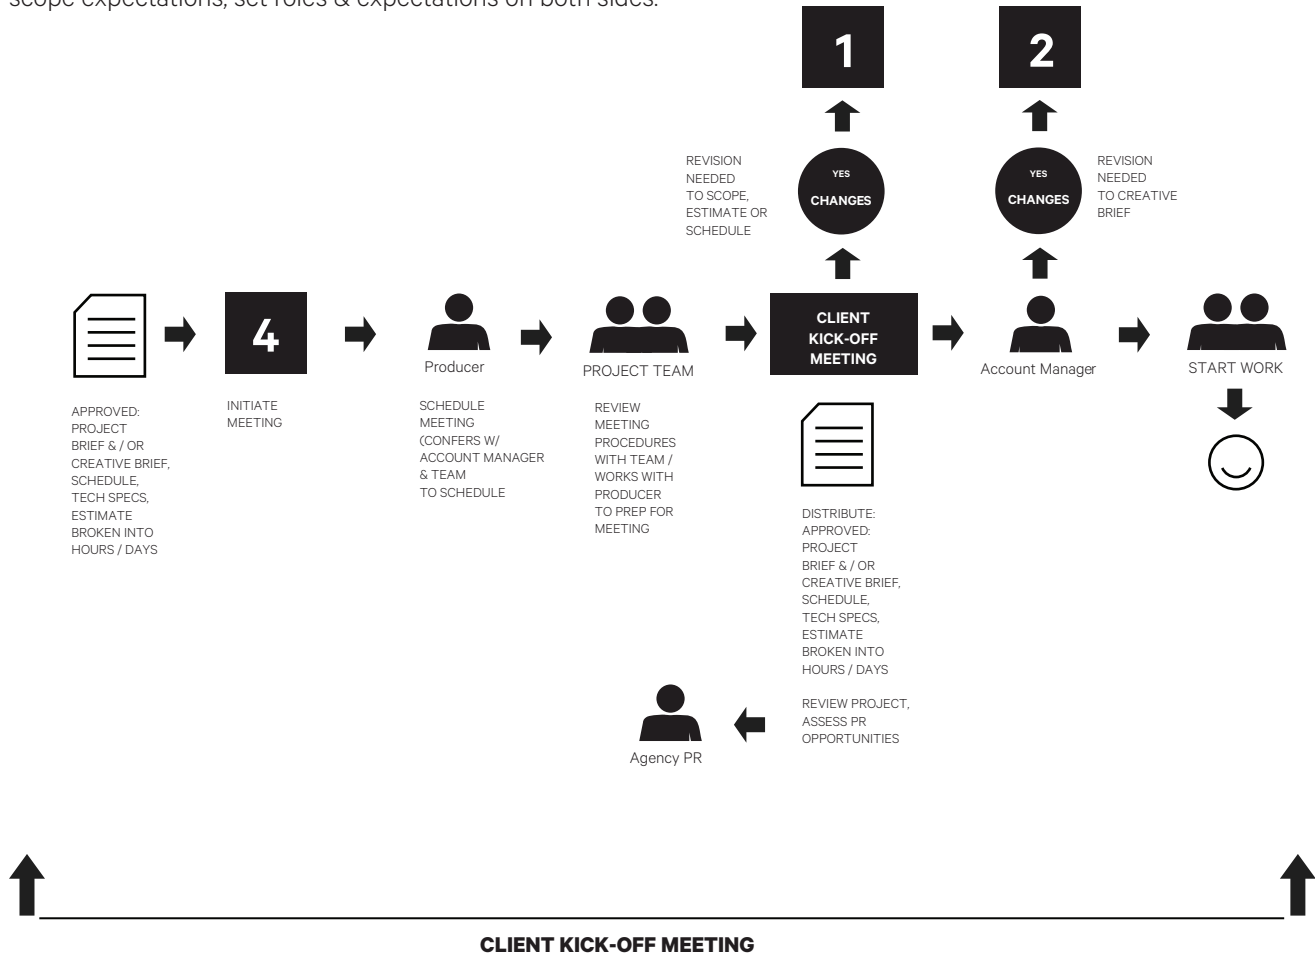 scope expectations, set roles & expectations on both sides.
1
2
REVISION
NEEDED
TO SCOPE,
ESTIMATE OR
SCHEDULE
YES
CHANGES
YES
CHANGES
REVISION
NEEDED
TO CREATIVE
BRIEF
4
Producer
PROJECT TEAM
CLIENT
KICK-OFF
MEETING
Account Manager
START WORK
APPROVED:
PROJECT
BRIEF & / OR
CREATIVE BRIEF,
SCHEDULE,
TECH SPECS,
ESTIMATE
BROKEN INTO
HOURS / DAYS
INITIATE
MEETING
SCHEDULE
MEETING
(CONFERS W/
ACCOUNT MANAGER
& TEAM
TO SCHEDULE
REVIEW
MEETING
PROCEDURES
WITH TEAM /
WORKS WITH
PRODUCER
TO PREP FOR
MEETING
DISTRIBUTE:
APPROVED:
PROJECT
BRIEF & / OR
CREATIVE BRIEF,
SCHEDULE,
TECH SPECS,
ESTIMATE
BROKEN INTO
HOURS / DAYS
REVIEW PROJECT,
ASSESS PR
OPPORTUNITIES
Agency PR
CLIENT KICK-OFF MEETING